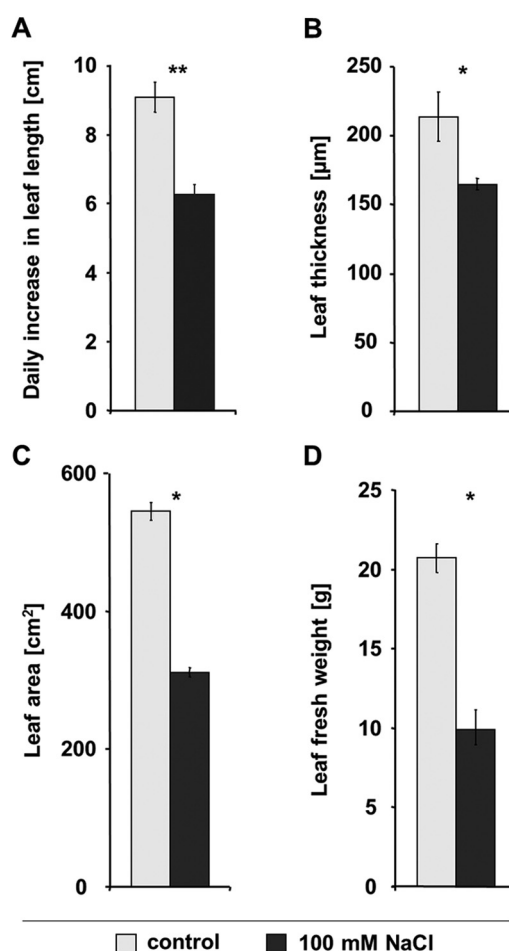 A
Daily increase in leaf length [cm]
10
8
6
4
2
0
**
B
Leaf thickness [µm]
250
200
150
100
50
0
*
C
Leaf area [cm²]
600
400
200
0
*
D
Leaf fresh weight [g]
25
20
15
10
5
0
*
control
100 mM NaCl